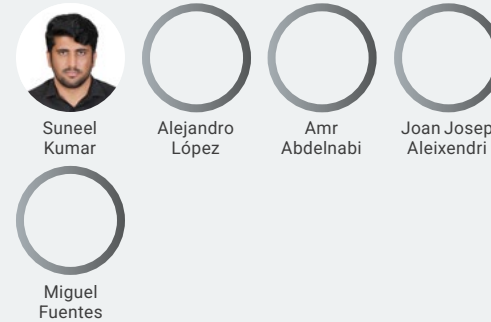 Suneel
Kumar
Alejandro
López
Amr
Abdelnabi
Joan Josep
Aleixendri
Miguel
Fuentes